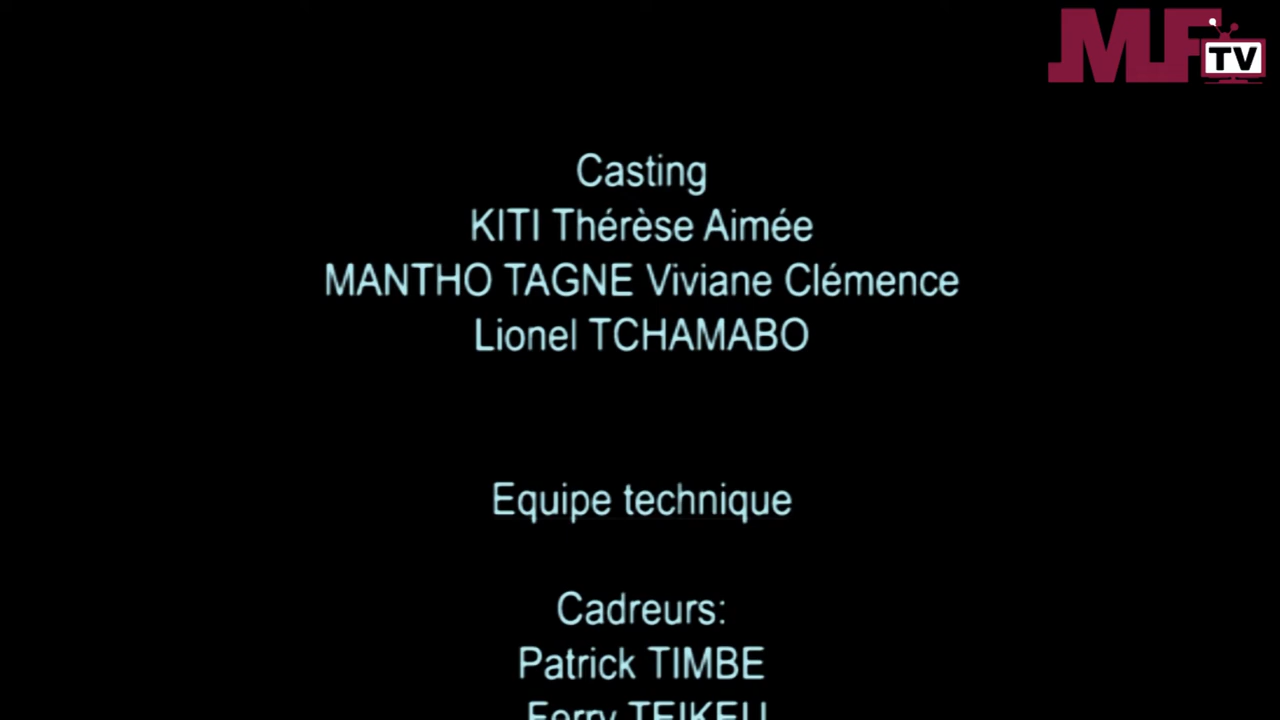 MF TV
Casting
KITI Thérèse Aimée
MANTHO TAGNE Viviane Clémence
Lionel TCHAMABO
Equipe technique
Cadreurs:
Patrick TIMBE